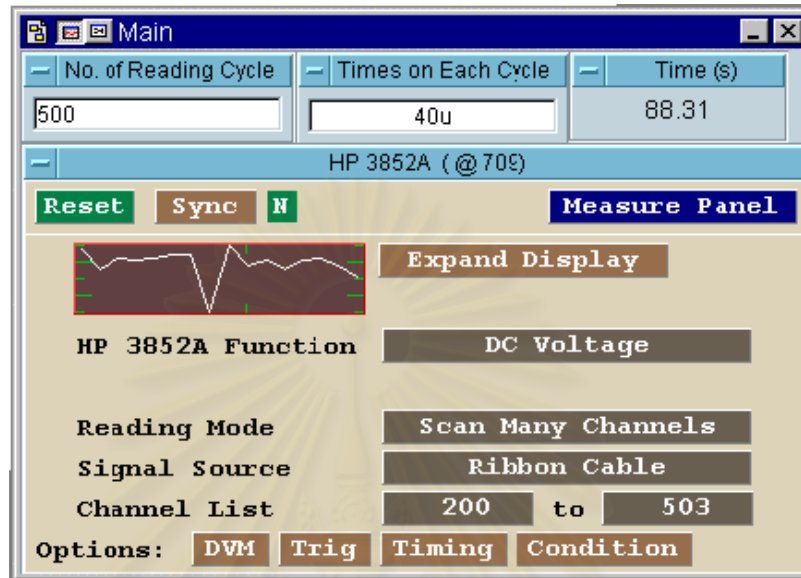 Main
No. of Reading Cycle Times on Each Cycle Time (s)
500 40u 88.31
HP 3852A ( @ 709)
Reset Sync N Measure Panel
Expand Display
HP 3852A Function DC Voltage
Reading Mode Scan Many Channels
Signal Source Ribbon Cable
Channel List 200 to 503
Options: DVM Trig Timing Condition